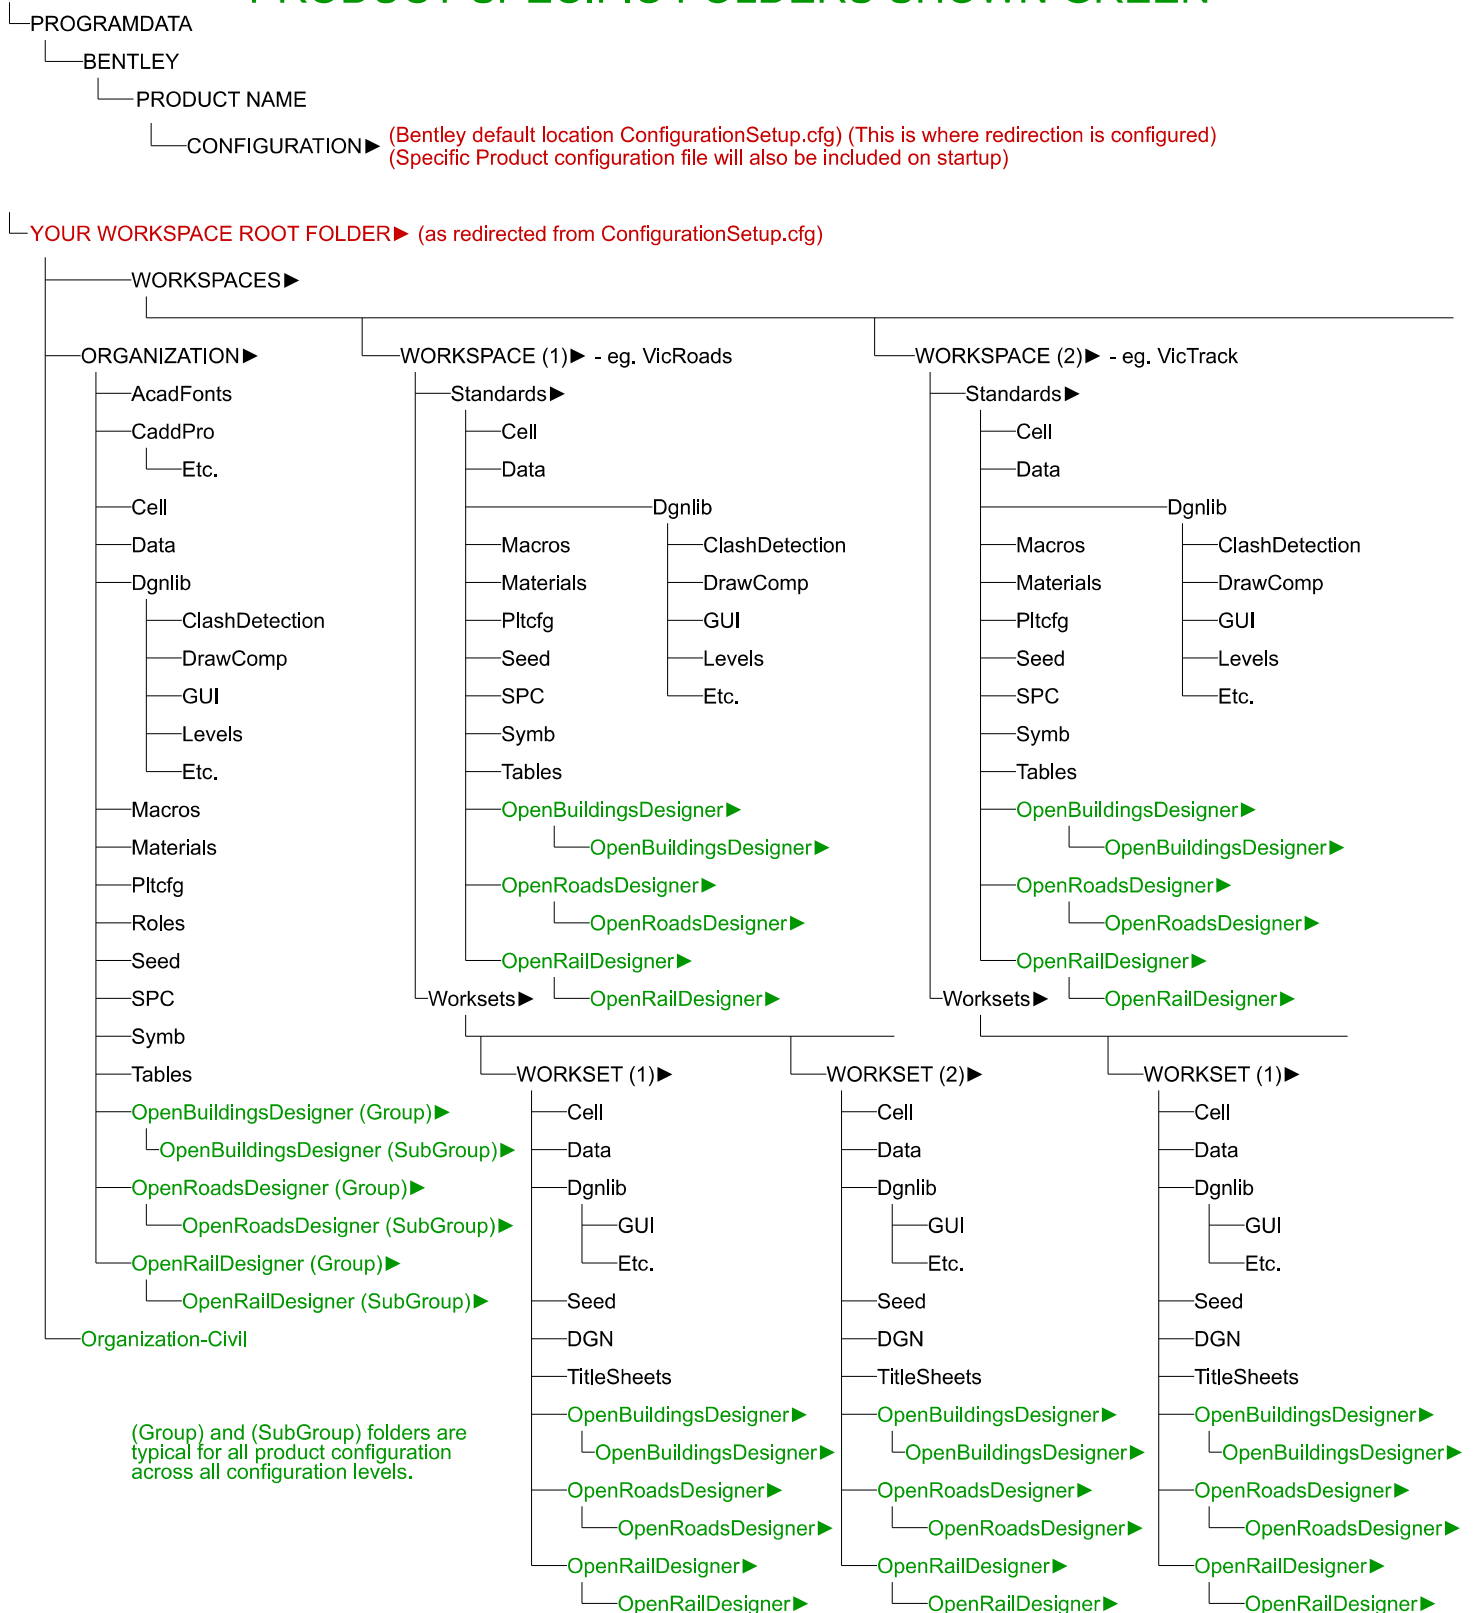 PRODUCT SPECIFIC FOLDERS SHOWN GREEN
PROGRAMDATA
BENTLEY
PRODUCT NAME
CONFIGURATION► (Bentley default location ConfigurationSetup.cfg) (This is where redirection is configured)
(Specific Product configuration file will also be included on startup)
YOUR WORKSPACE ROOT FOLDER► (as redirected from ConfigurationSetup.cfg)
WORKSPACES►
ORGANIZATION►
AcadFonts
CaddPro
Etc.
Cell
Data
Dgnlib
ClashDetection
DrawComp
GUI
Levels
Etc.
Macros
Materials
Pltcfg
Roles
Seed
SPC
Symb
Tables
OpenBuildingsDesigner (Group)►
OpenBuildingsDesigner (SubGroup)►
OpenRoadsDesigner (Group)►
OpenRoadsDesigner (SubGroup)►
OpenRailDesigner (Group)►
OpenRailDesigner (SubGroup)►
Organization-Civil
(Group) and (SubGroup) folders are
typical for all product configuration
across all configuration levels.
WORKSPACE (1)► - eg. VicRoads
Standards►
Cell
Data
Dgnlib
ClashDetection
DrawComp
GUI
Levels
Etc.
Macros
Materials
Pltcfg
Seed
SPC
Symb
Tables
OpenBuildingsDesigner►
OpenBuildingsDesigner►
OpenRoadsDesigner►
OpenRoadsDesigner►
OpenRailDesigner►
OpenRailDesigner►
Worksets►
WORKSET (1)►
Cell
Data
Dgnlib
GUI
Etc.
Seed
DGN
TitleSheets
OpenBuildingsDesigner►
OpenBuildingsDesigner►
OpenRoadsDesigner►
OpenRoadsDesigner►
OpenRailDesigner►
OpenRailDesigner►
WORKSET (2)►
Cell
Data
Dgnlib
GUI
Etc.
Seed
DGN
TitleSheets
OpenBuildingsDesigner►
OpenBuildingsDesigner►
OpenRoadsDesigner►
OpenRoadsDesigner►
OpenRailDesigner►
OpenRailDesigner►
WORKSPACE (2)► - eg. VicTrack
Standards►
Cell
Data
Dgnlib
ClashDetection
DrawComp
GUI
Levels
Etc.
Macros
Materials
Pltcfg
Seed
SPC
Symb
Tables
OpenBuildingsDesigner►
OpenBuildingsDesigner►
OpenRoadsDesigner►
OpenRoadsDesigner►
OpenRailDesigner►
OpenRailDesigner►
Worksets►
WORKSET (1)►
Cell
Data
Dgnlib
GUI
Etc.
Seed
DGN
TitleSheets
OpenBuildingsDesigner►
OpenBuildingsDesigner►
OpenRoadsDesigner►
OpenRoadsDesigner►
OpenRailDesigner►
OpenRailDesigner►